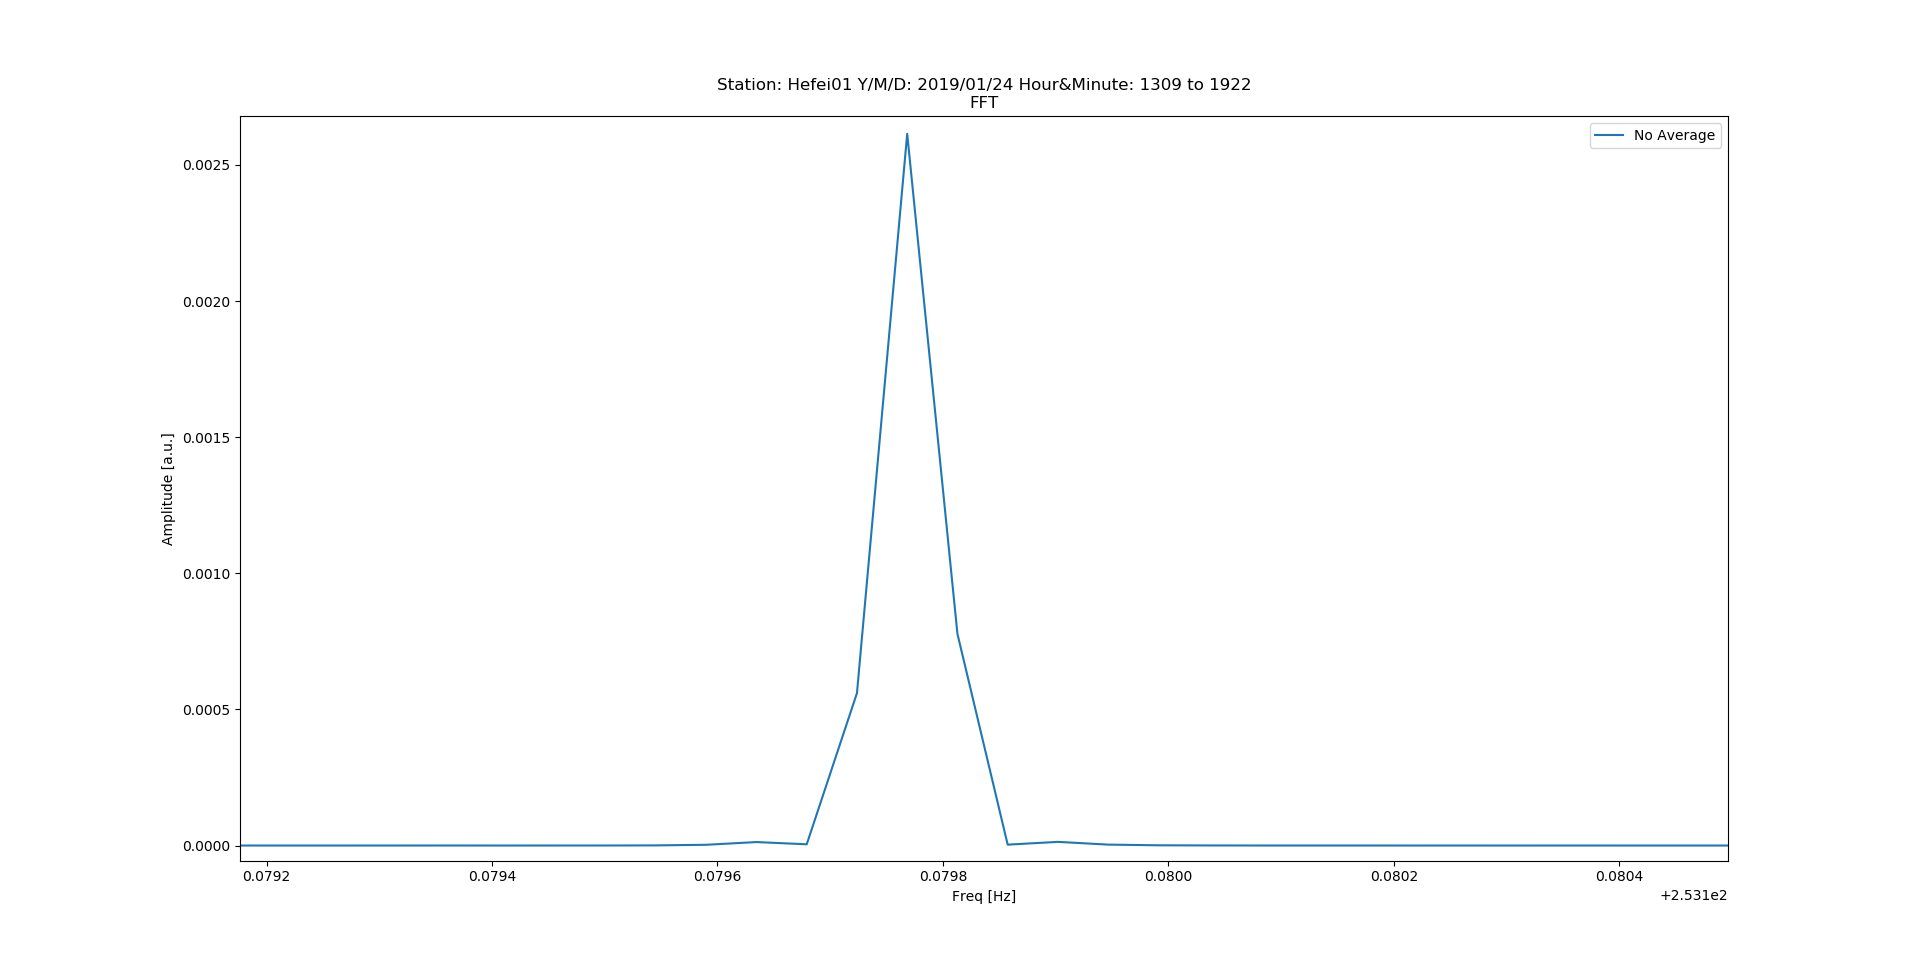 Station: Hefei01 Y/M/D: 2019/01/24 Hour&Minute: 1309 to 1922
FFT
No Average
0.0025
0.0020
0.0015
0.0010
0.0005
0.0000
Amplitude [a.u.]
0.0792 0.0794 0.0796 0.0798 0.0800 0.0802 0.0804
Freq [Hz]
+2.531e2